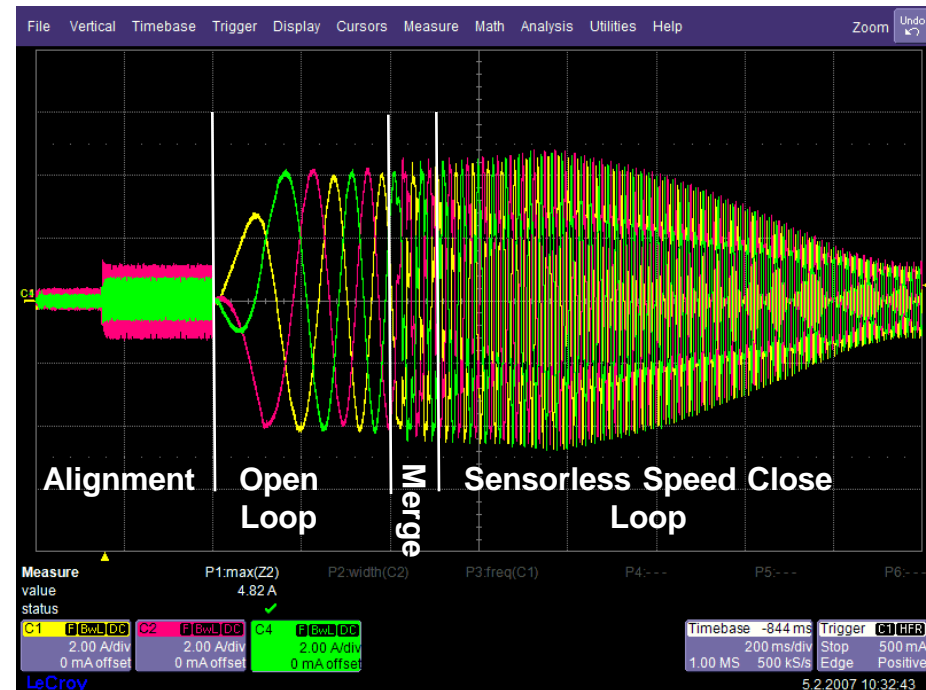 File Vertical Timebase Trigger Display Cursors Measure Math Analysis Utilities Help Zoom Undo
C4
Alignment Open Loop Merge Sensorless Speed Close Loop
Measure P1:max(Z2) P2:width(C2) P3:freq(C1) P4:--- P5:--- P6:---
value 4.82 A
status
C1 F BwL DC C2 F BwL DC C4 F BwL DC Timebase -844 ms Trigger C1 HFR
2.00 A/div 2.00 A/div 2.00 A/div 200 ms/div Stop 500 mA
0 mA offset 0 mA offset 0 mA offset 1.00 MS 500 kS/s Edge Positive
LeCroy 5.2.2007 10:32:43